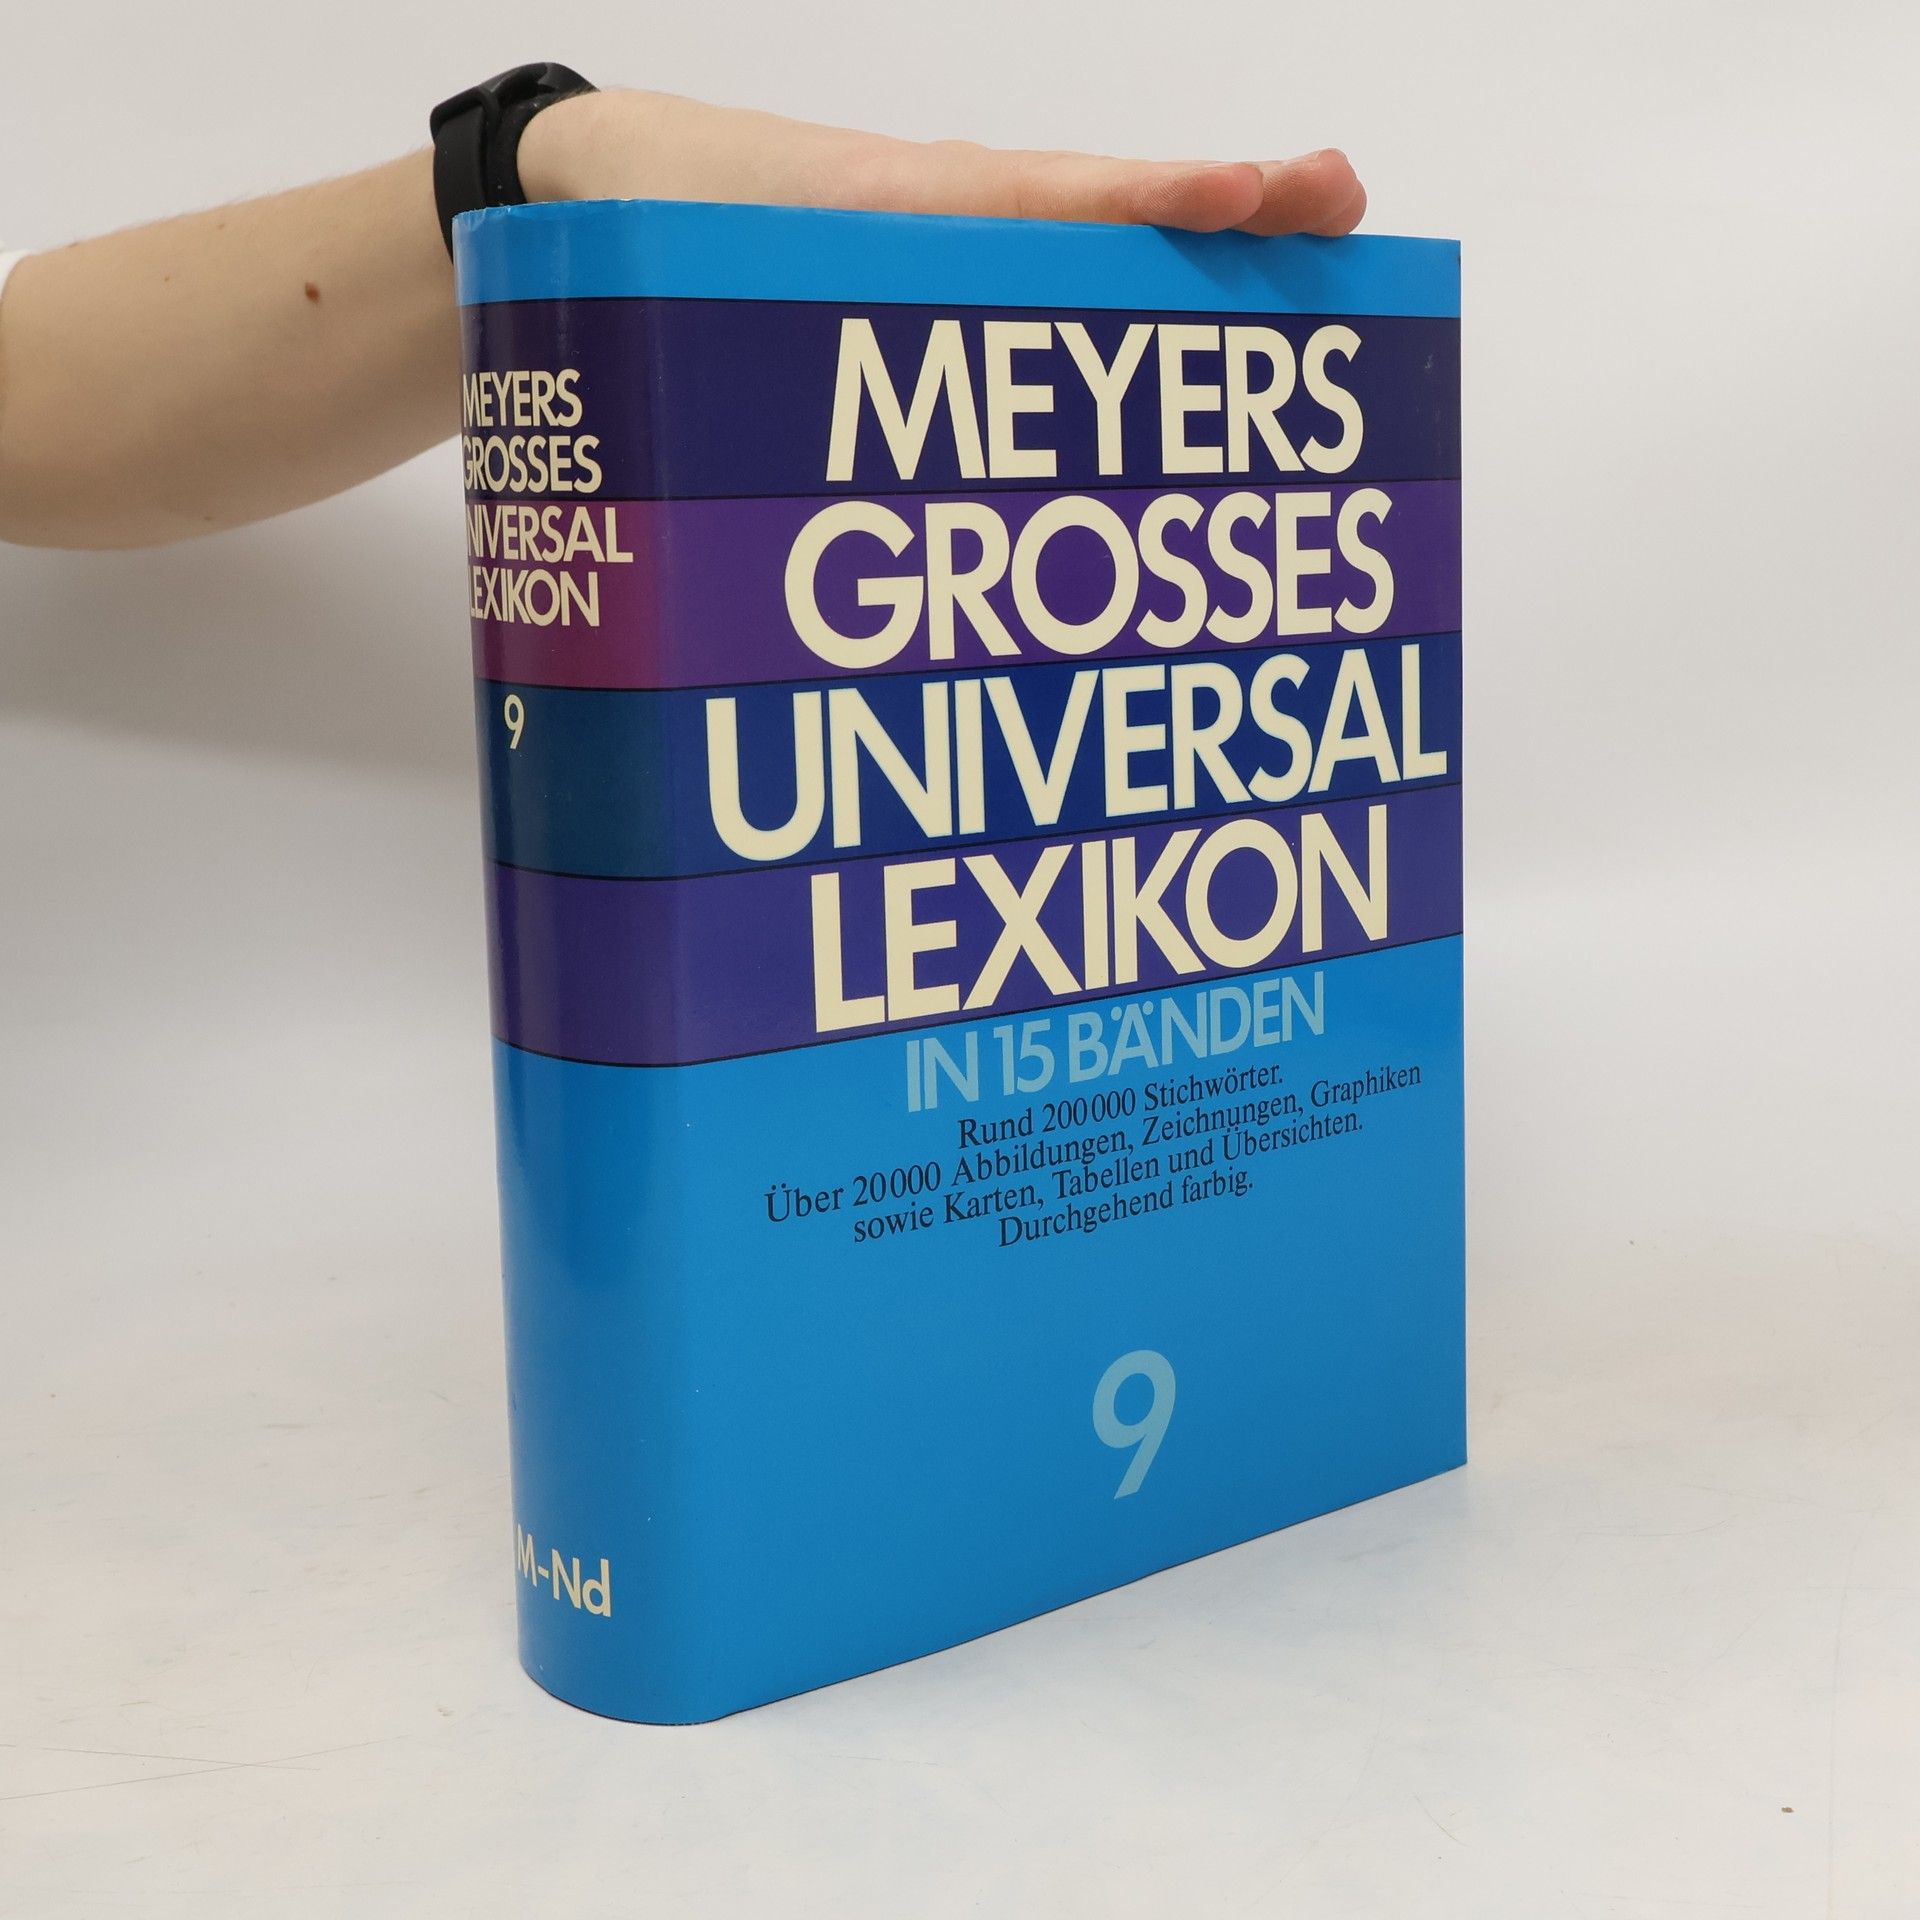 MEYERS
GROSSES
UNIVERSAL
LEXIKON
9
M-Nd
MEYERS
GROSSES
UNIVERSAL
LEXIKON
IN 15 BÄNDEN
Rund 200000 Stichwörter.
Über 20000 Abbildungen, Zeichnungen, Graphiken
sowie Karten, Tabellen und Übersichten.
Durchgehend farbig.
9